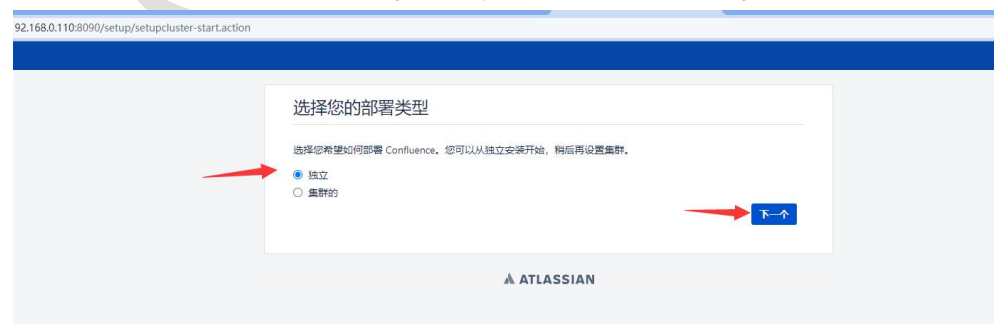 92.168.0.110:8090/setup/setupcluster-start.action
选择您的部署类型
选择您希望如何部署 Confluence。您可以从独立安装开始，稍后再设置集群。
独立
集群的
下一个
ATLASSIAN